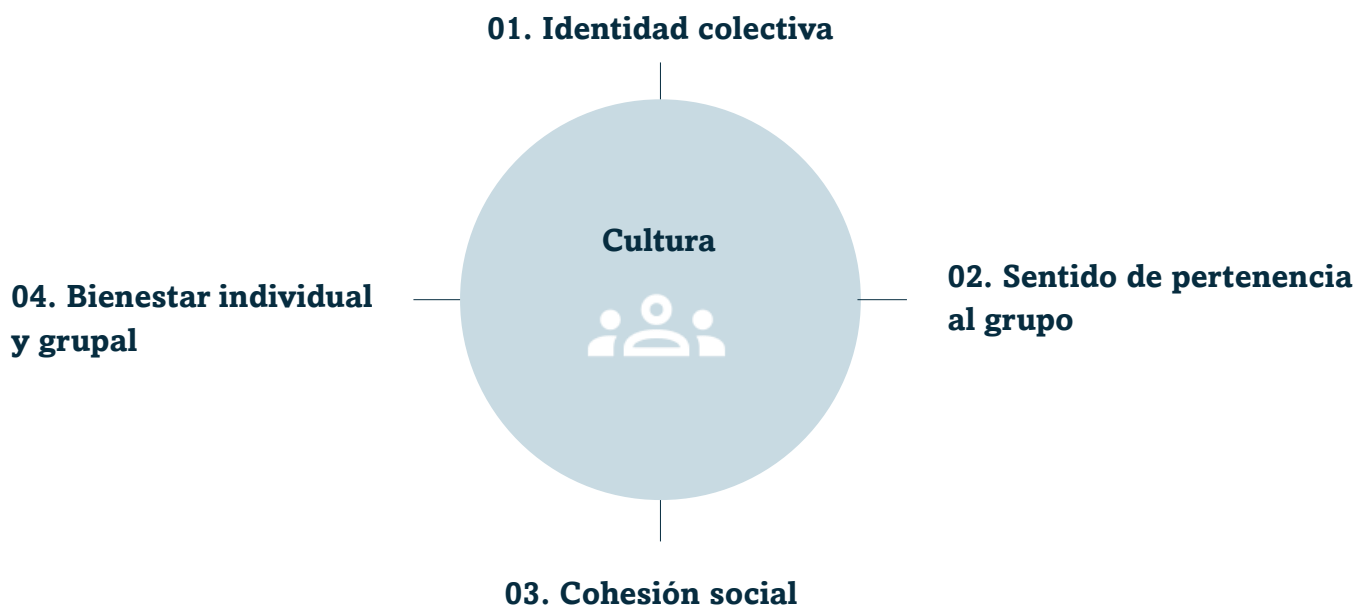 01. Identidad colectiva
Cultura
02. Sentido de pertenencia
al grupo
04. Bienestar individual
y grupal
03. Cohesión social